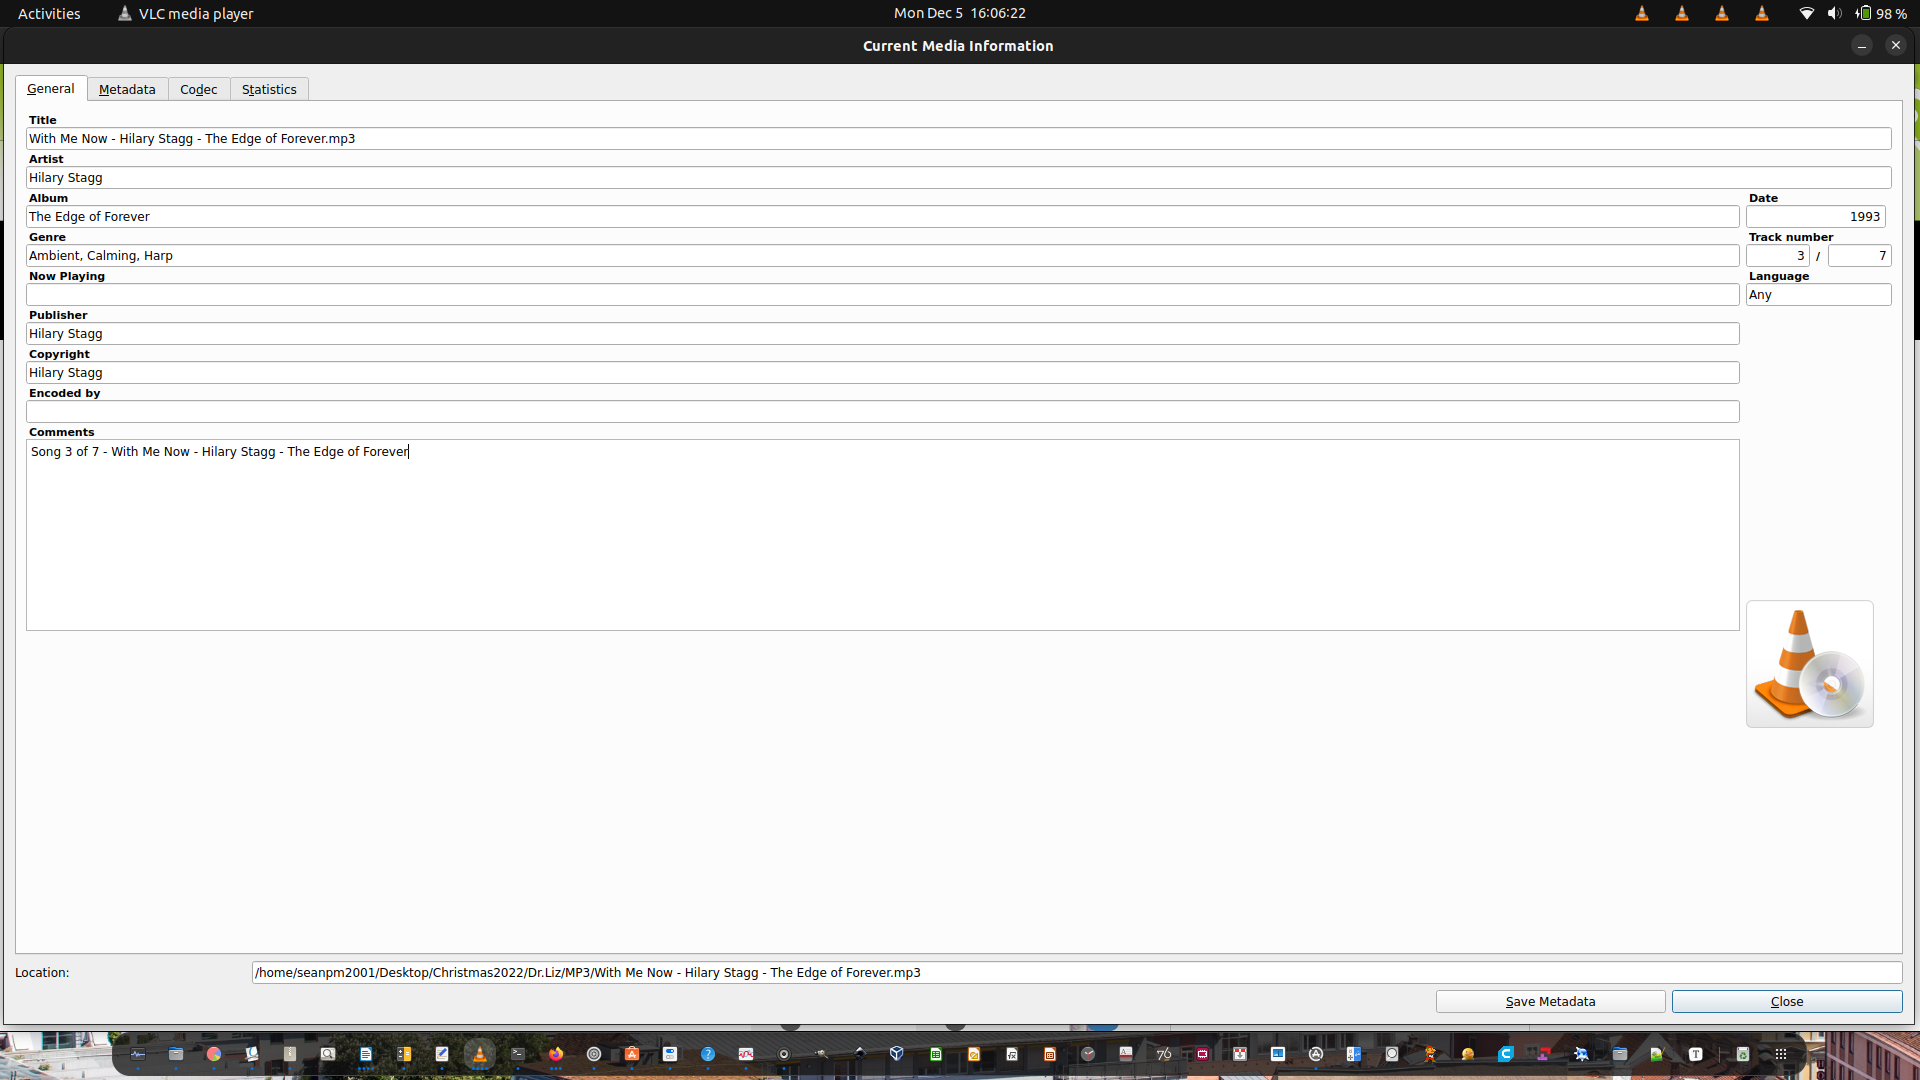 Activities VLC media player Mon Dec 5 16:06:22 98 %
Current Media Information
General Metadata Codec Statistics
Title
With Me Now - Hilary Stagg - The Edge of Forever.mp3
Artist
Hilary Stagg
Album Date
The Edge of Forever 1993
Genre Track number
Ambient, Calming, Harp 3 / 7
Now Playing Language
Any
Publisher
Hilary Stagg
Copyright
Hilary Stagg
Encoded by
Comments
Song 3 of 7 - With Me Now - Hilary Stagg - The Edge of Forever
Location: /home/seanpm2001/Desktop/Christmas2022/Dr.Liz/MP3/With Me Now - Hilary Stagg - The Edge of Forever.mp3
Save Metadata Close